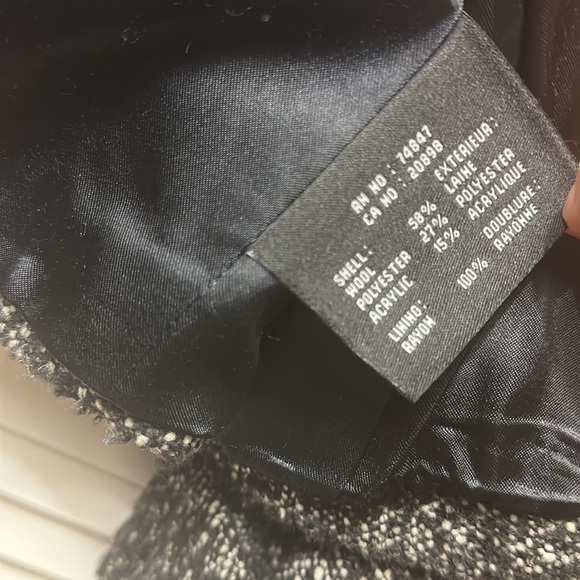 RN NO : 74847
CA NO : 20898
SHELL: EXTERIEUR:
WOOL 58% LAINE
POLYESTER 27% POLYESTER
ACRYLIC 15% ACRYLIQUE
LINING: DOUBLURE:
RAYON 100% RAYONNE